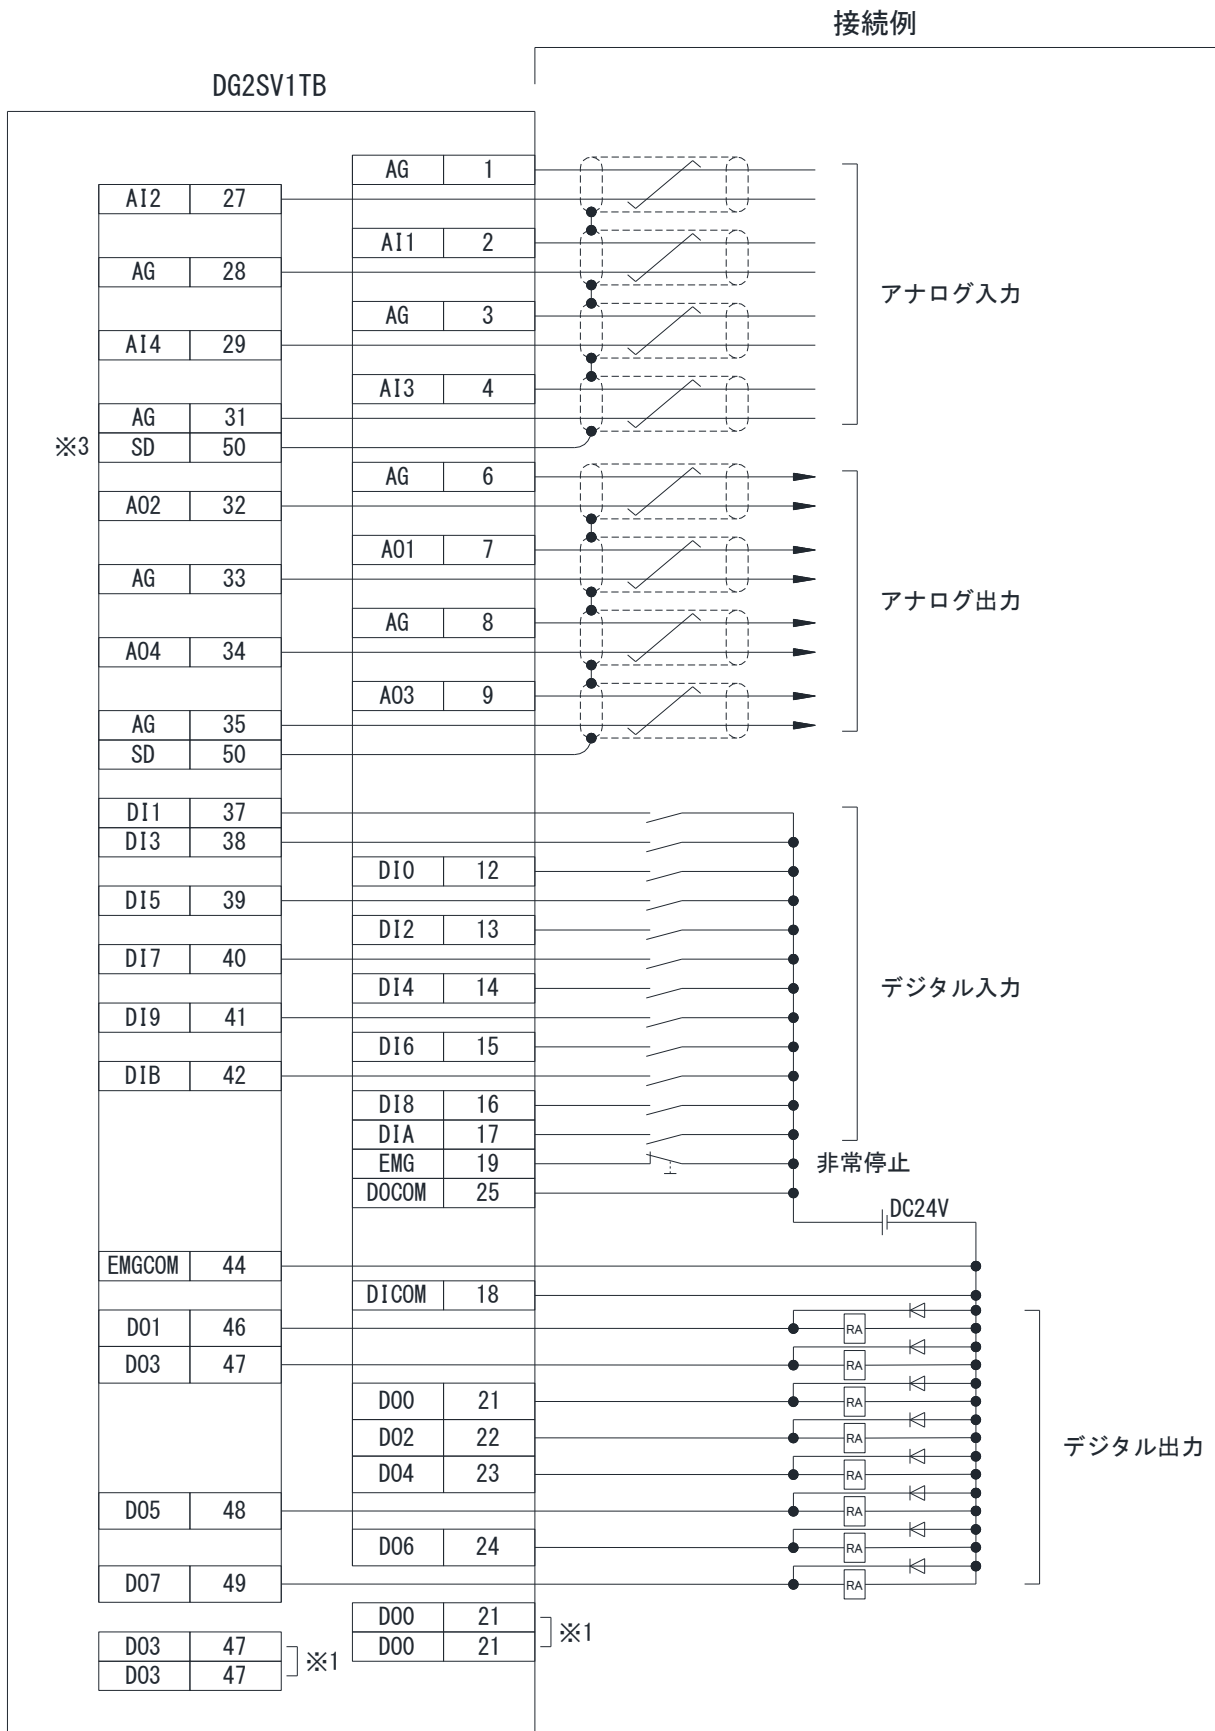 接続例
DG2SV1TB
AG 1
AI2 27
AI1 2
AG 28
アナログ入力
AG 3
AI4 29
AI3 4
AG 31
※3 SD 50
AG 6
AO2 32
AO1 7
AG 33
アナログ出力
AG 8
AO4 34
AO3 9
AG 35
SD 50
DI1 37
DI3 38
DI0 12
DI5 39
DI2 13
DI7 40
DI4 14
デジタル入力
DI9 41
DI6 15
DIB 42
DI8 16
DIA 17
EMG 19 非常停止
DOCOM 25
DC24V
EMGCOM 44
DICOM 18
DO1 46 RA
DO3 47 RA
DO0 21 RA
DO2 22 RA
デジタル出力
DO4 23 RA
DO5 48 RA
DO6 24 RA
DO7 49 RA
DO0 21
※1
DO0 21
DO3 47
※1
DO3 47